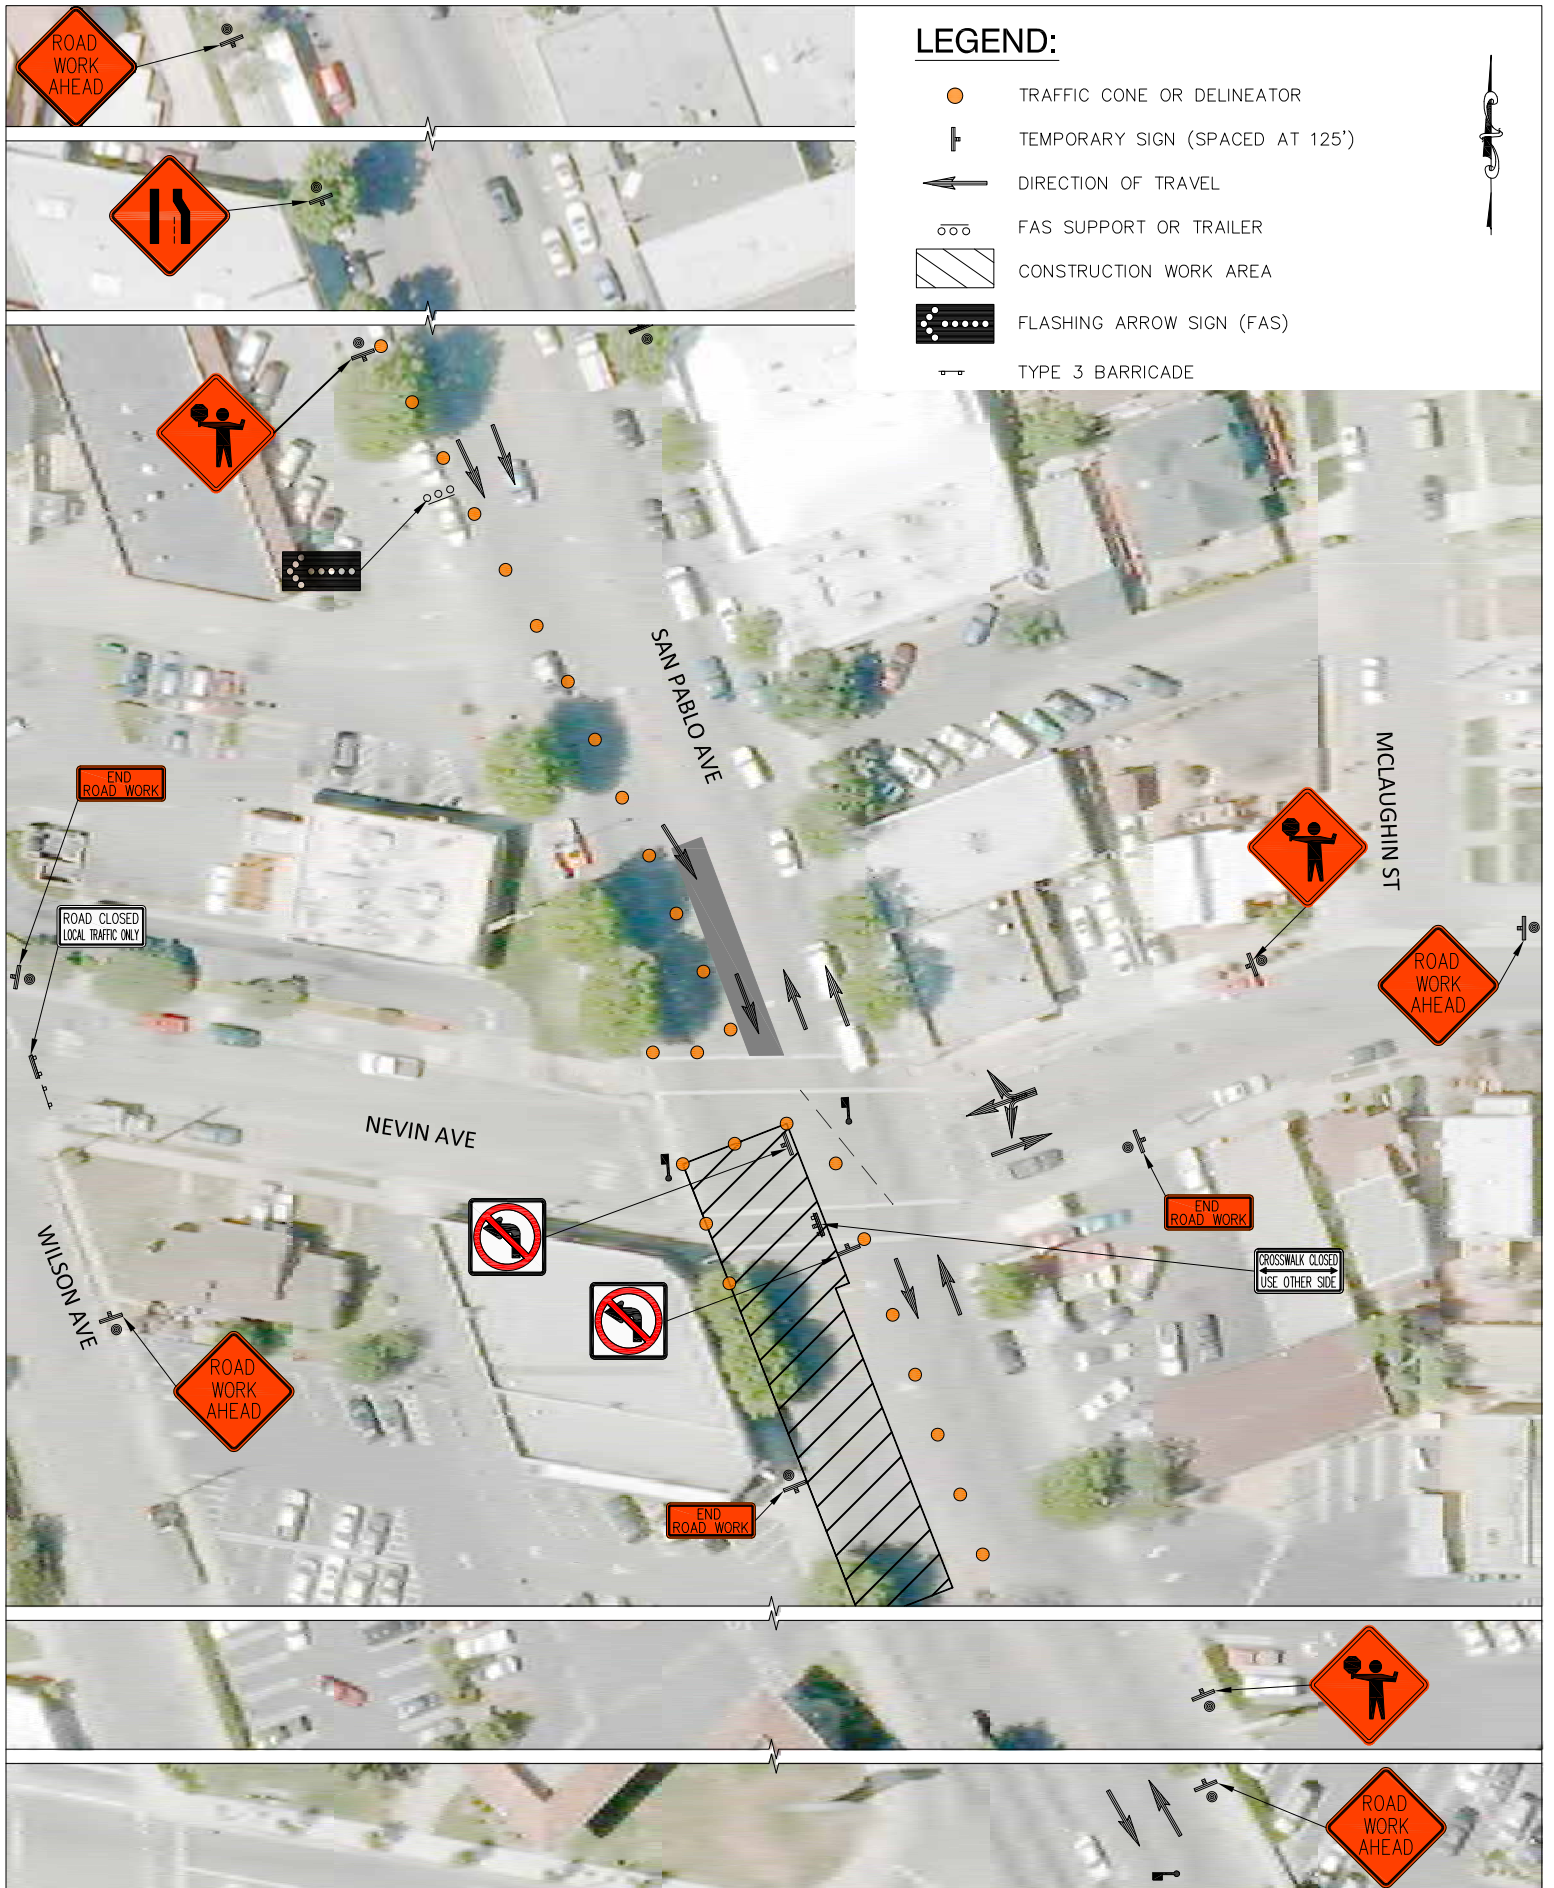 ROAD
WORK
AHEAD
LEGEND:
TRAFFIC CONE OR DELINEATOR
TEMPORARY SIGN (SPACED AT 125')
DIRECTION OF TRAVEL
FAS SUPPORT OR TRAILER
CONSTRUCTION WORK AREA
FLASHING ARROW SIGN (FAS)
TYPE 3 BARRICADE
SAN PABLO AVE
MCLAUGHIN ST
END
ROAD WORK
ROAD CLOSED
LOCAL TRAFFIC ONLY
ROAD
WORK
AHEAD
NEVIN AVE
END
ROAD WORK
WILSON AVE
CROSSWALK CLOSED
USE OTHER SIDE
ROAD
WORK
AHEAD
END
ROAD WORK
ROAD
WORK
AHEAD